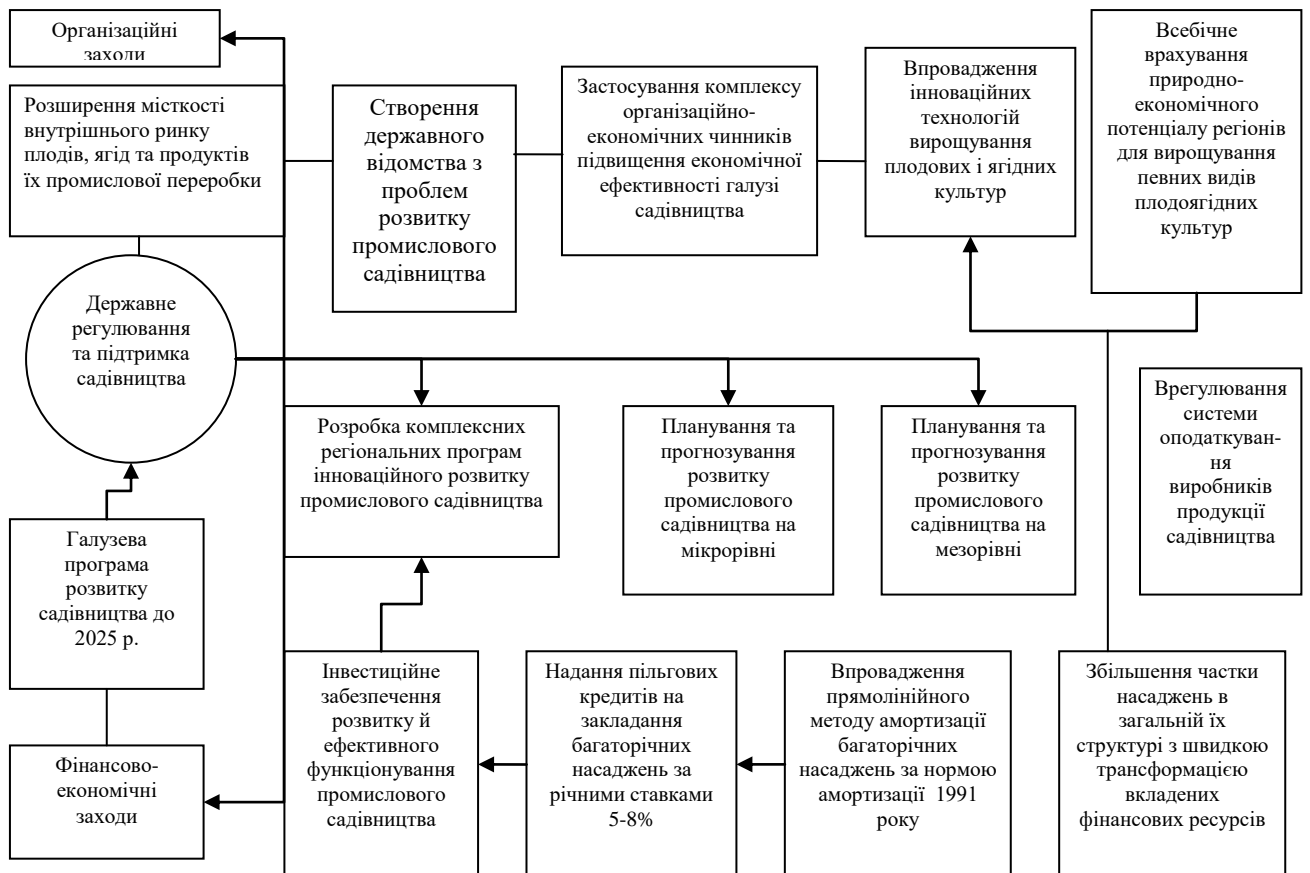 Організаційні
заходи
Розширення місткості
внутрішнього ринку
плодів, ягід та продуктів
їх промислової переробки
Створення
державного
відомства з
проблем
розвитку
промислового
садівництва
Застосування комплексу
організаційно-
економічних чинників
підвищення економічної
ефективності галузі
садівництва
Впровадження
інноваційних
технологій
вирощування
плодових і ягідних
культур
Всебічне
врахування
природно-
економічного
потенціалу регіонів
для вирощування
певних видів
плодоягідних
культур
Державне
регулювання
та підтримка
садівництва
Розробка комплексних
регіональних програм
інноваційного розвитку
промислового садівництва
Планування та
прогнозування
розвитку
промислового
садівництва на
мікрорівні
Планування та
прогнозування
розвитку
промислового
садівництва на
мезорівні
Врегулювання
системи
оподаткуван-
ня
виробників
продукції
садівництва
Галузева
програма
розвитку
садівництва до
2025 р.
Фінансово-
економічні
заходи
Інвестиційне
забезпечення
розвитку й
ефективного
функціонування
промислового
садівництва
Надання пільгових
кредитів на
закладання
багаторічних
насаджень за
річними ставками
5-8%
Впровадження
прямолінійного
методу амортизації
багаторічних
насаджень за нормою
амортизації 1991
року
Збільшення частки
насаджень в
загальній їх
структурі з швидкою
трансформацією
вкладених
фінансових ресурсів